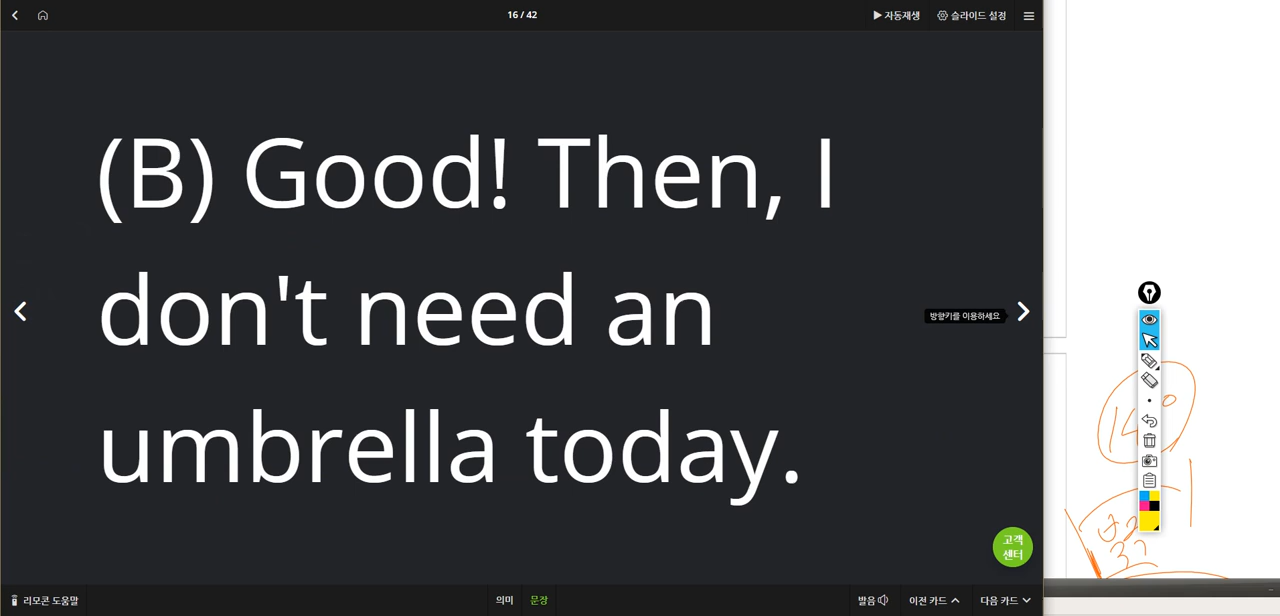 16 / 42
자동재생
슬라이드 설정
(B) Good! Then, I
don't need an
umbrella today.
방향키를 이용하세요
고객
센터
리모콘 도움말
의미
문장
발음
이전 카드
다음 카드